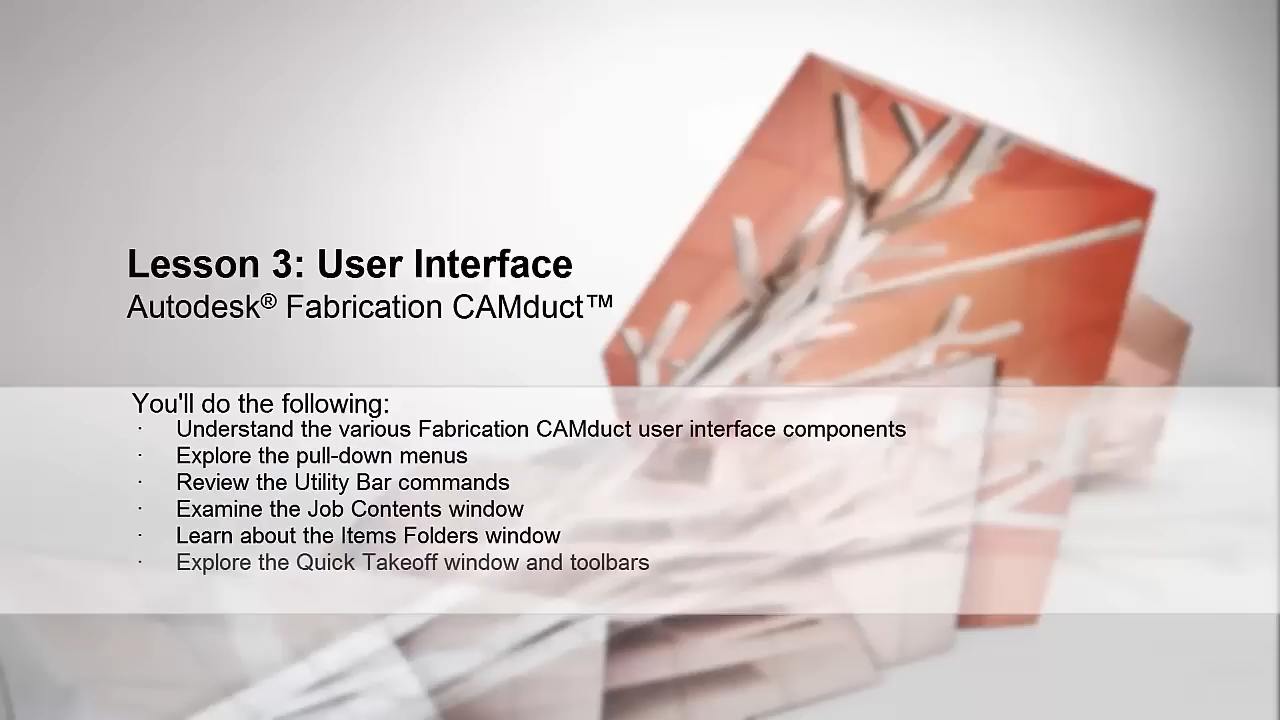 Lesson 3: User Interface
Autodesk® Fabrication CAMduct™
You'll do the following:
· Understand the various Fabrication CAMduct user interface components
· Explore the pull-down menus
· Review the Utility Bar commands
· Examine the Job Contents window
· Learn about the Items Folders window
· Explore the Quick Takeoff window and toolbars